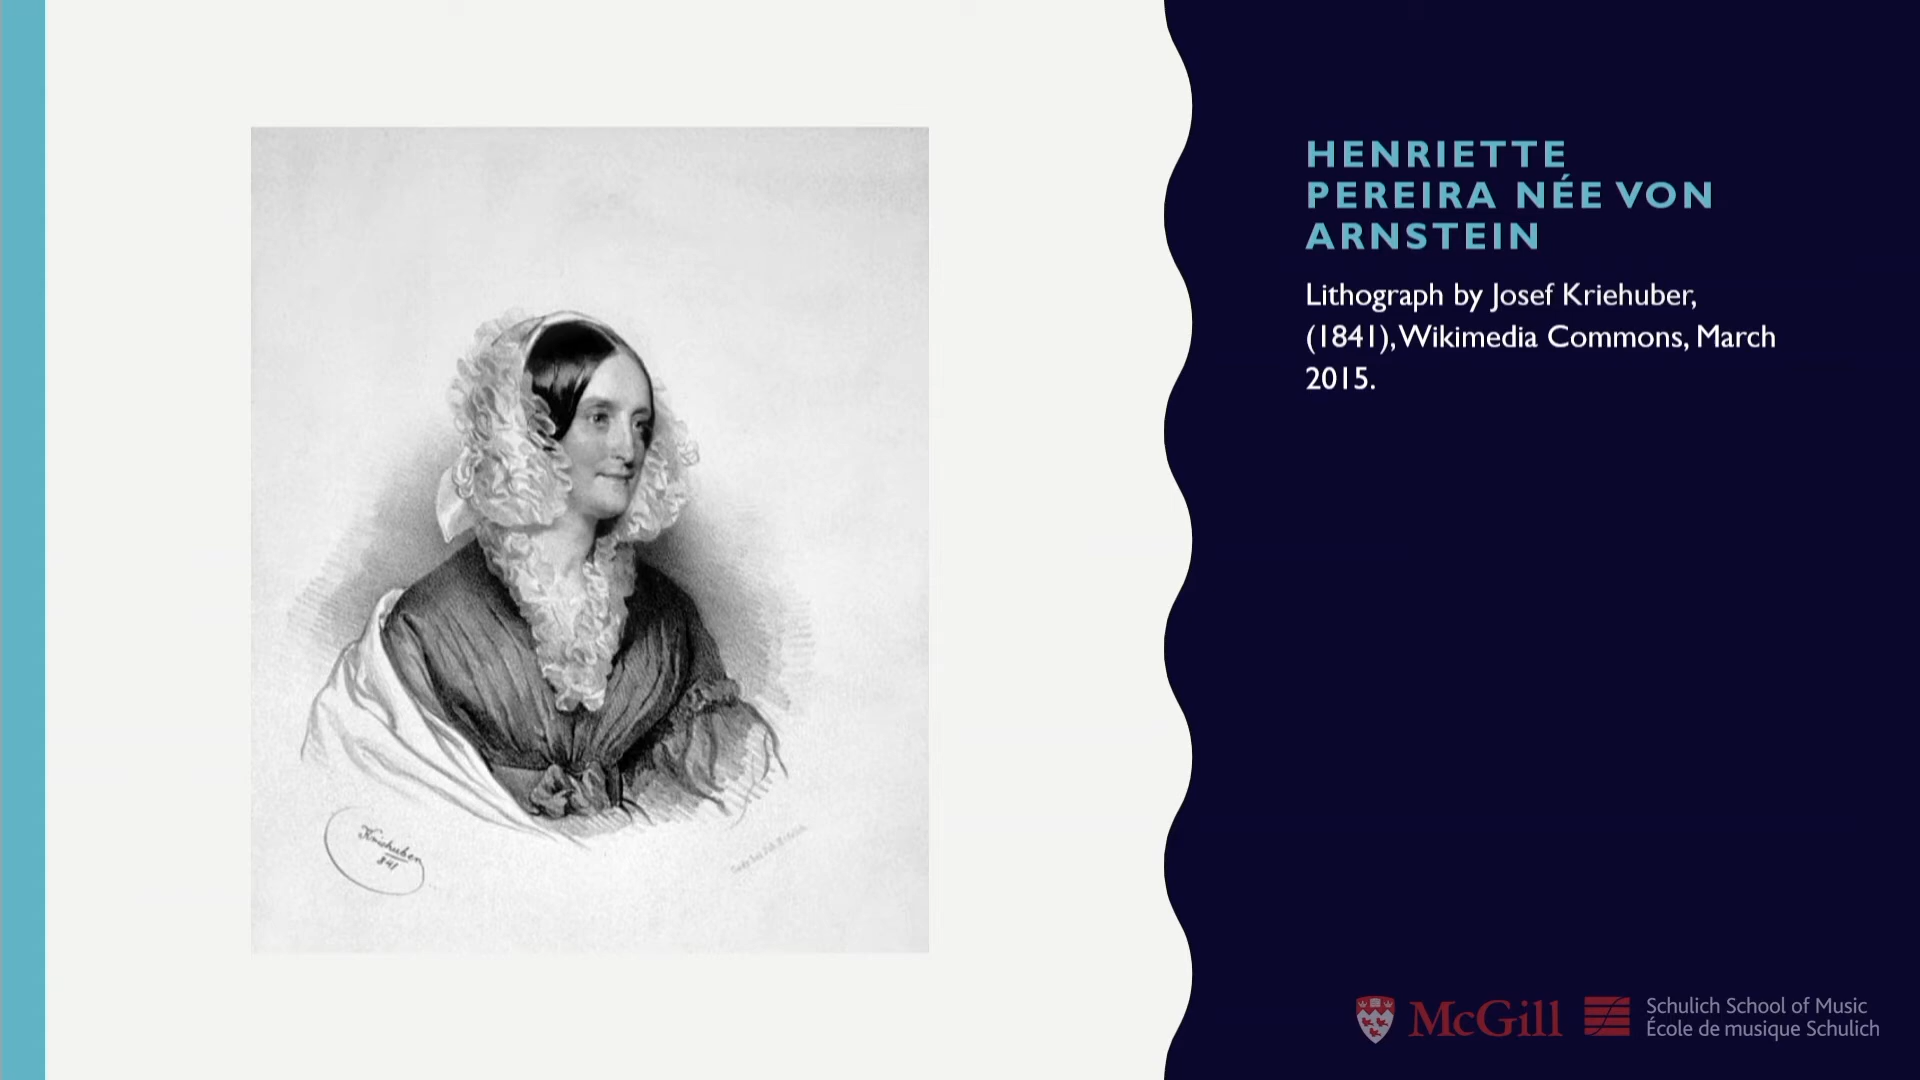 HENRIETTE
PEREIRA NÉE VON
ARNSTEIN
Lithograph by Josef Kriehuber,
(1841), Wikimedia Commons, March
2015.
Kriehuber
841
McGill
Schulich School of Music
École de musique Schulich